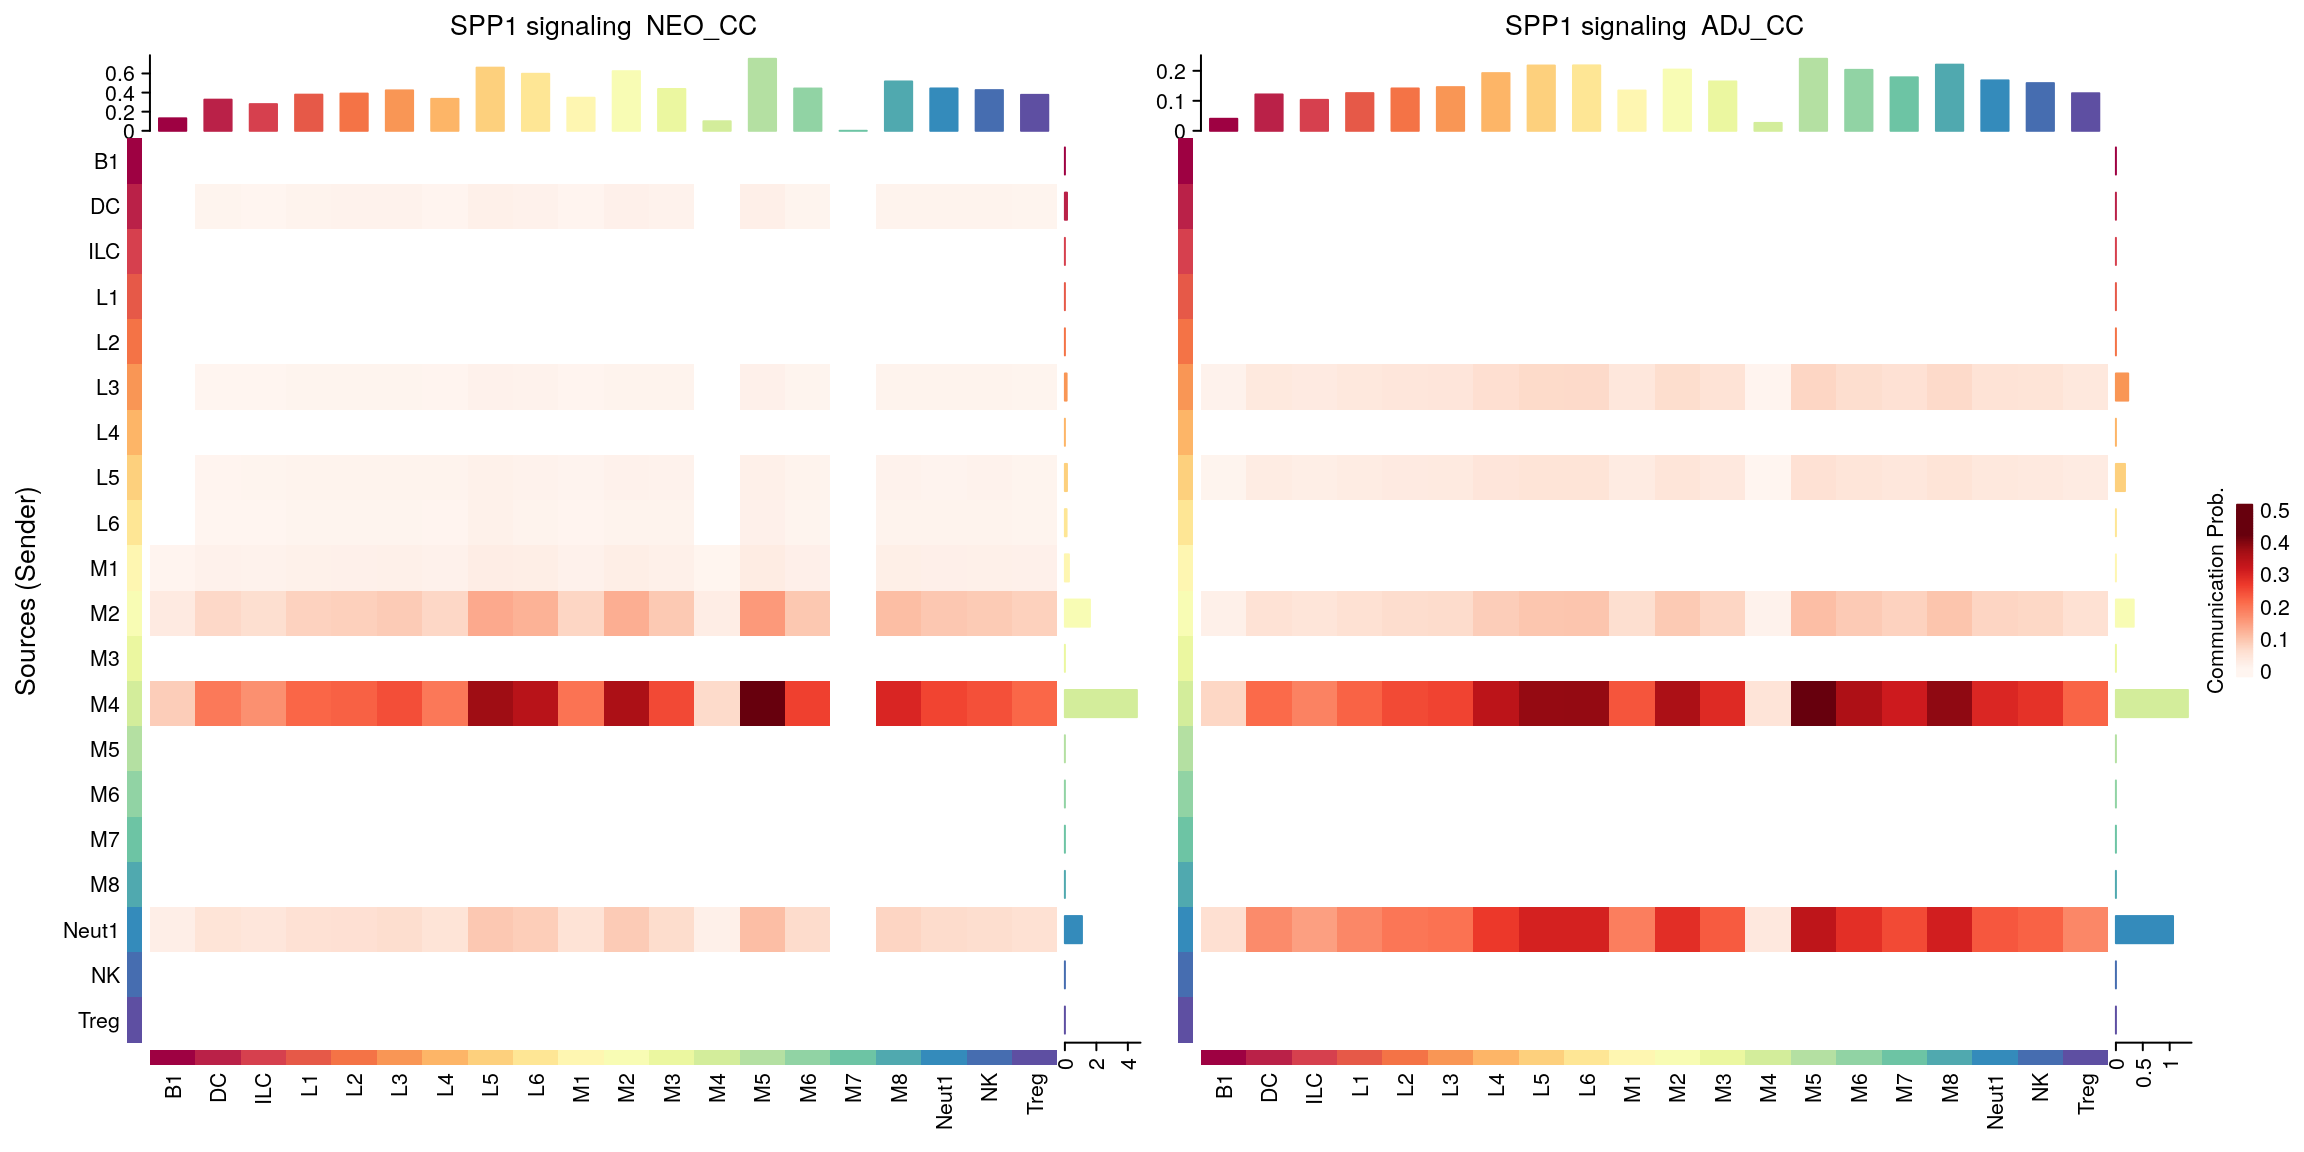 SPP1 signaling  NEO_CC
0.6
0.4
0.2
0
B1
DC
ILC
L1
L2
L3
L4
L5
L6
M1
M2
M3
M4
M5
M6
M7
M8
Neut1
NK
Treg
Sources (Sender)
B1
DC
ILC
L1
L2
L3
L4
L5
L6
M1
M2
M3
M4
M5
M6
M7
M8
Neut1
NK
Treg
0
2
4
SPP1 signaling  ADJ_CC
0.2
0.1
0
B1
DC
ILC
L1
L2
L3
L4
L5
L6
M1
M2
M3
M4
M5
M6
M7
M8
Neut1
NK
Treg
0
0.5
1
Communication Prob.
0.5
0.4
0.3
0.2
0.1
0